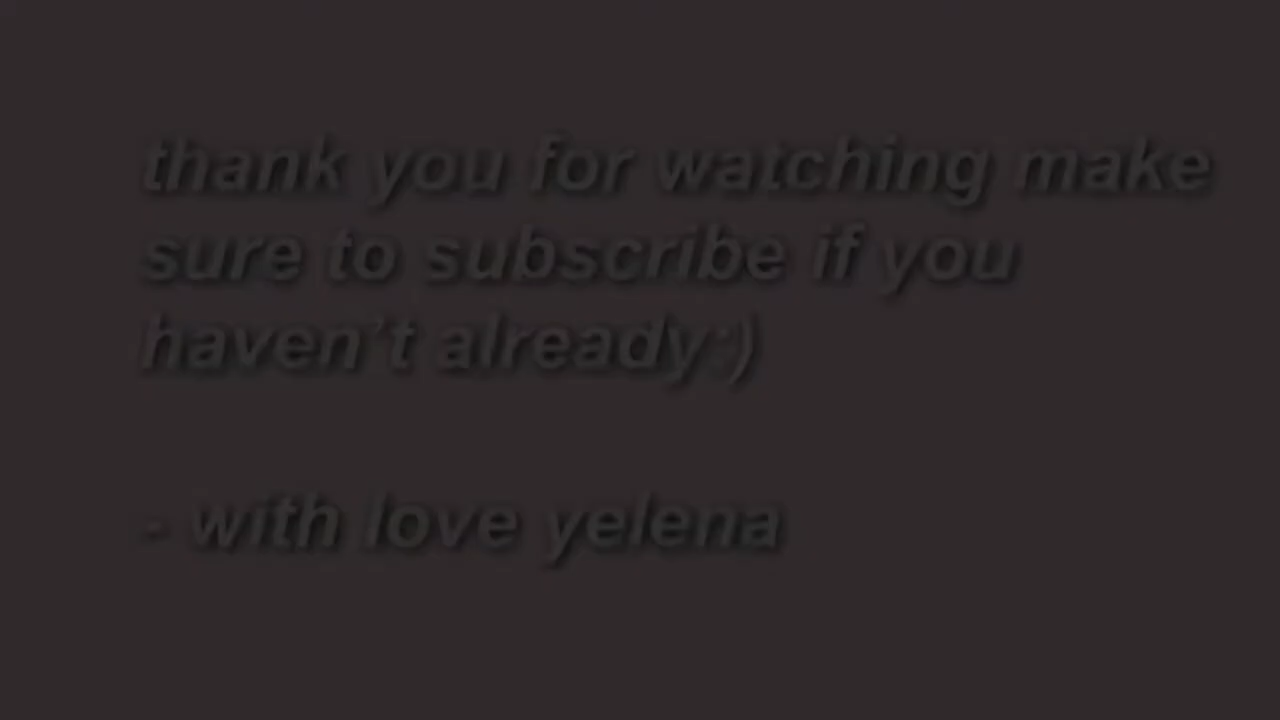 thank you for watching make
sure to subscribe if you
haven't already:)
- with love yelena